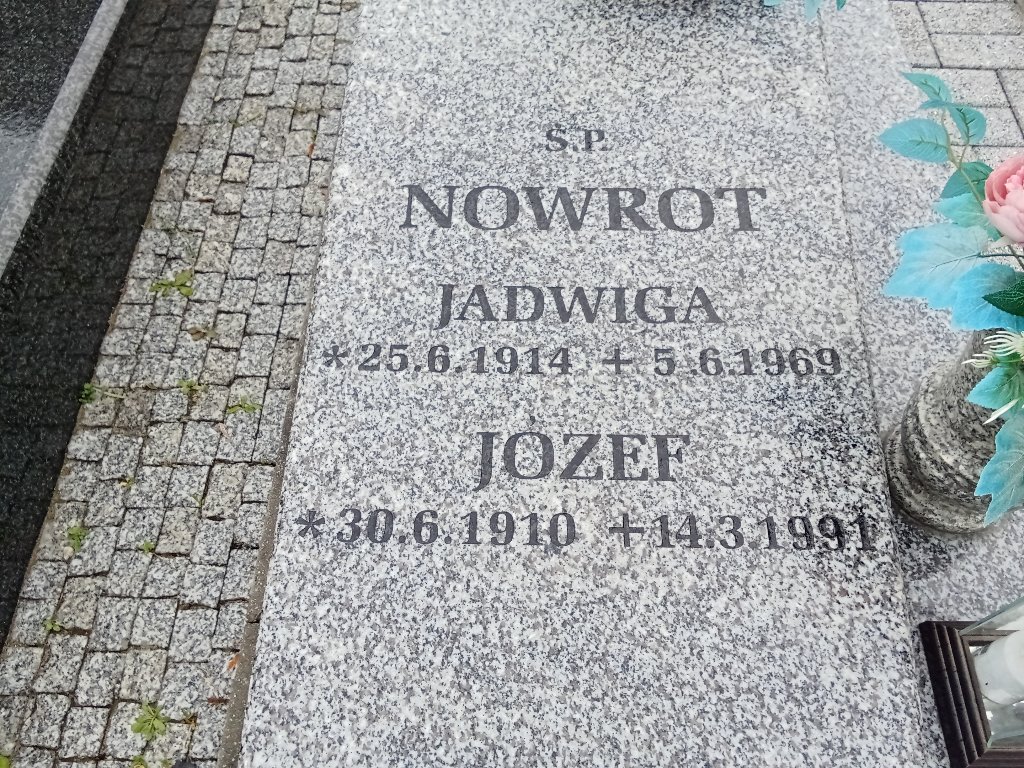 Ś.P.
NOWROT
JADWIGA
*25.6.1914 +5.6.1969
JÓZEF
*30.6.1910 +14.3.1991